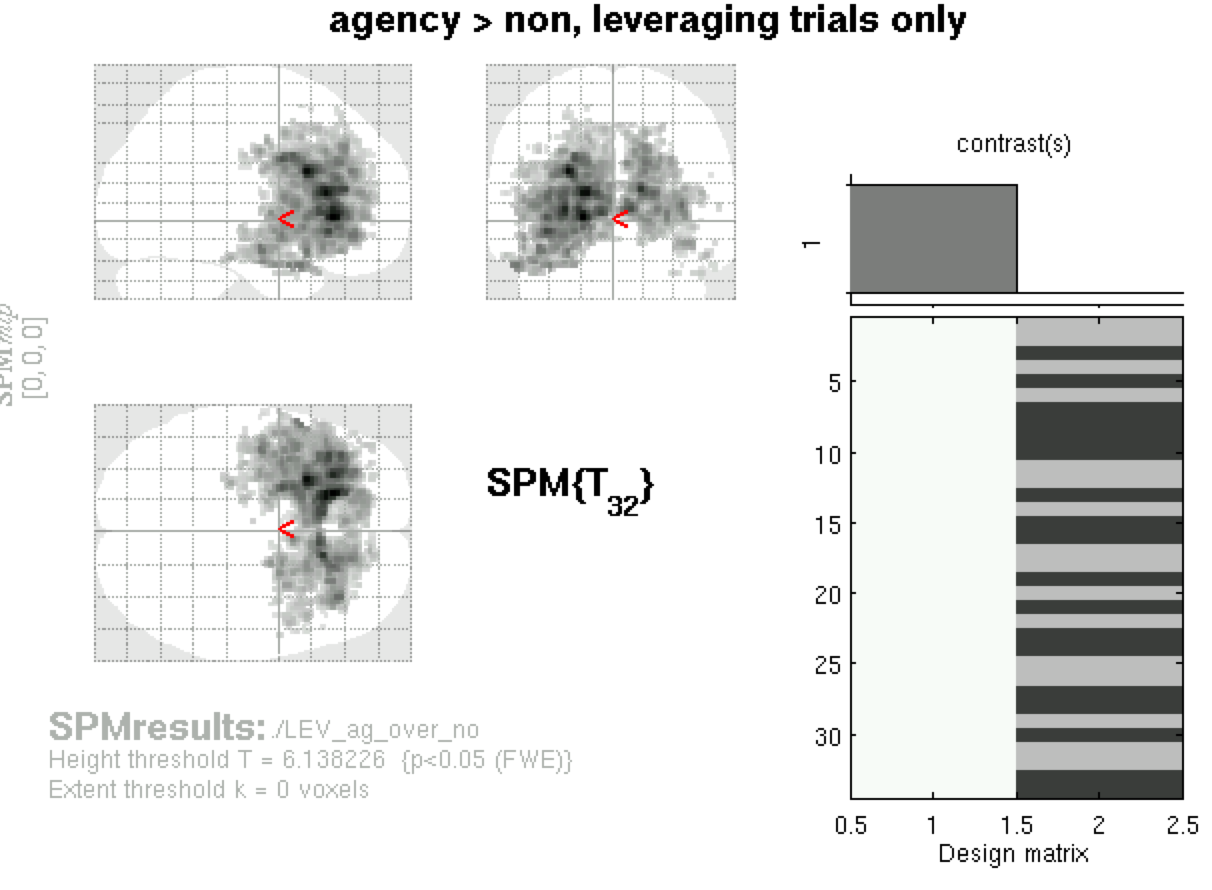 agency > non, leveraging trials only
contrast(s)
1
SPMmip
[0, 0, 0]
5
10
15
20
25
30
SPM{T32}
SPMresults: ./LEV_ag_over_no
Height threshold T = 6.138226 {p<0.05 (FWE)}
Extent threshold k = 0 voxels
0.5 1 1.5 2 2.5
Design matrix